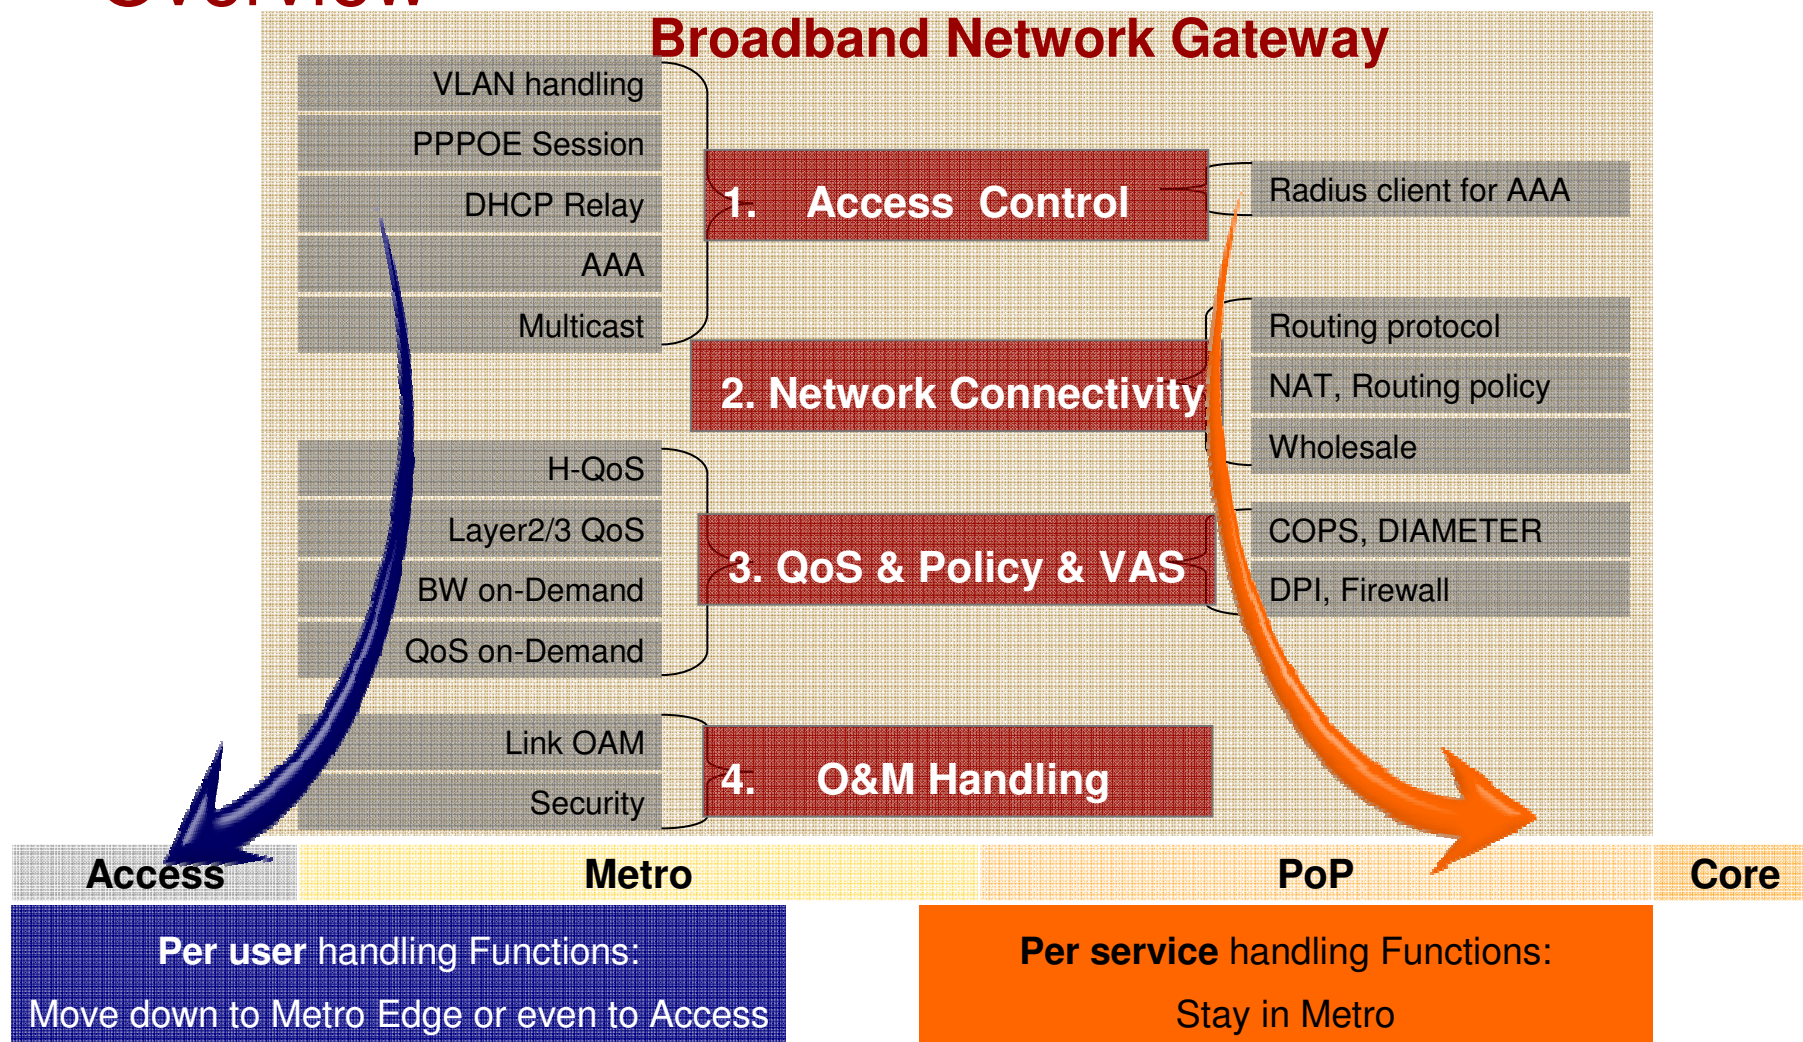 Overview
Broadband Network Gateway
VLAN handling
PPPOE Session
DHCP Relay
AAA
Multicast
1. Access Control
Radius client for AAA
2. Network Connectivity
Routing protocol
NAT, Routing policy
Wholesale
H-QoS
Layer2/3 QoS
BW on-Demand
QoS on-Demand
3. QoS & Policy & VAS
COPS, DIAMETER
DPI, Firewall
Link OAM
Security
4. O&M Handling
Access
Metro
PoP
Core
Per user handling Functions:
Move down to Metro Edge or even to Access
Per service handling Functions:
Stay in Metro